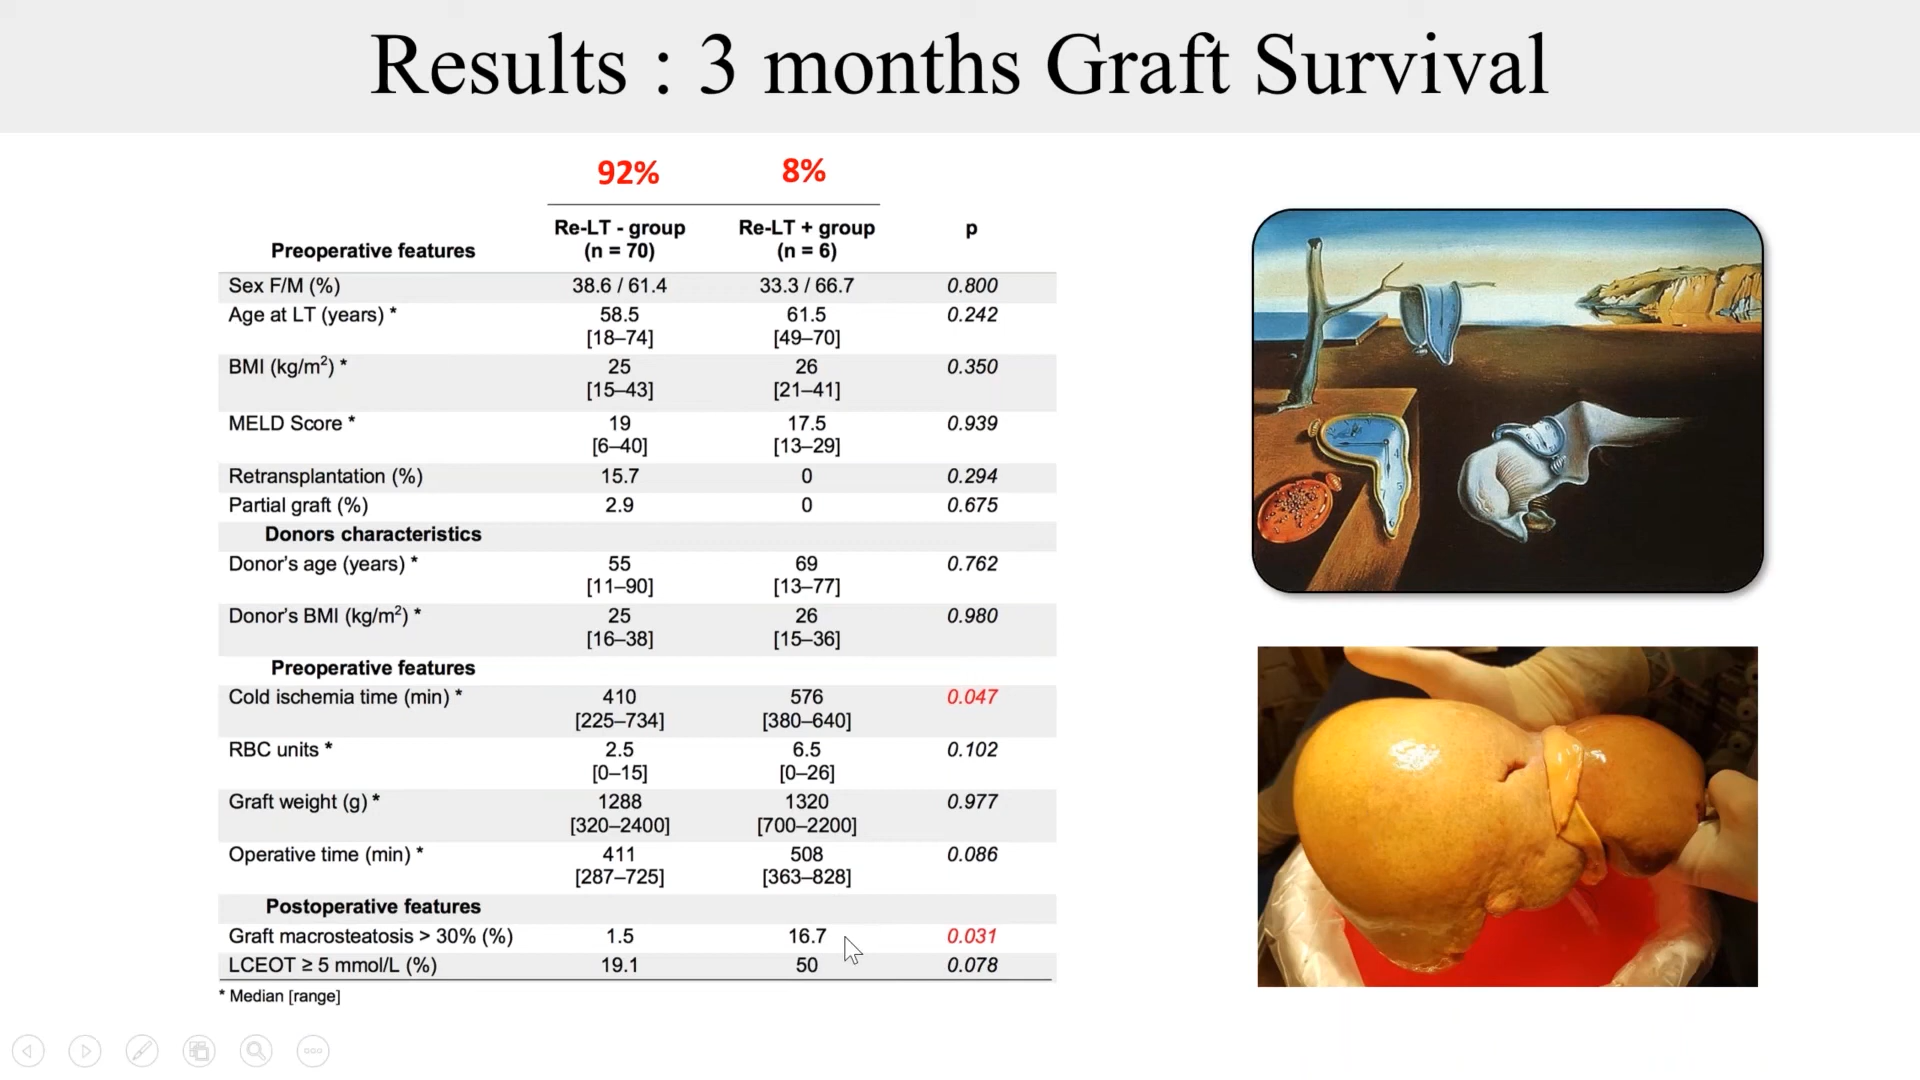 Results : 3 months Graft Survival
92% 8%
Preoperative features Re-LT - group (n = 70) Re-LT + group (n = 6) p
Sex F/M (%) 38.6 / 61.4 33.3 / 66.7 0.800
Age at LT (years) * 58.5 61.5 0.242
[18–74] [49–70]
BMI (kg/m²) * 25 26 0.350
[15–43] [21–41]
MELD Score * 19 17.5 0.939
[6–40] [13–29]
Retransplantation (%) 15.7 0 0.294
Partial graft (%) 2.9 0 0.675
Donors characteristics
Donor's age (years) * 55 69 0.762
[11–90] [13–77]
Donor's BMI (kg/m²) * 25 26 0.980
[16–38] [15–36]
Preoperative features
Cold ischemia time (min) * 410 576 0.047
[225–734] [380–640]
RBC units * 2.5 6.5 0.102
[0–15] [0–26]
Graft weight (g) * 1288 1320 0.977
[320–2400] [700–2200]
Operative time (min) * 411 508 0.086
[287–725] [363–828]
Postoperative features
Graft macrosteatosis > 30% (%) 1.5 16.7 0.031
LCEOT ≥ 5 mmol/L (%) 19.1 50 0.078
* Median [range]